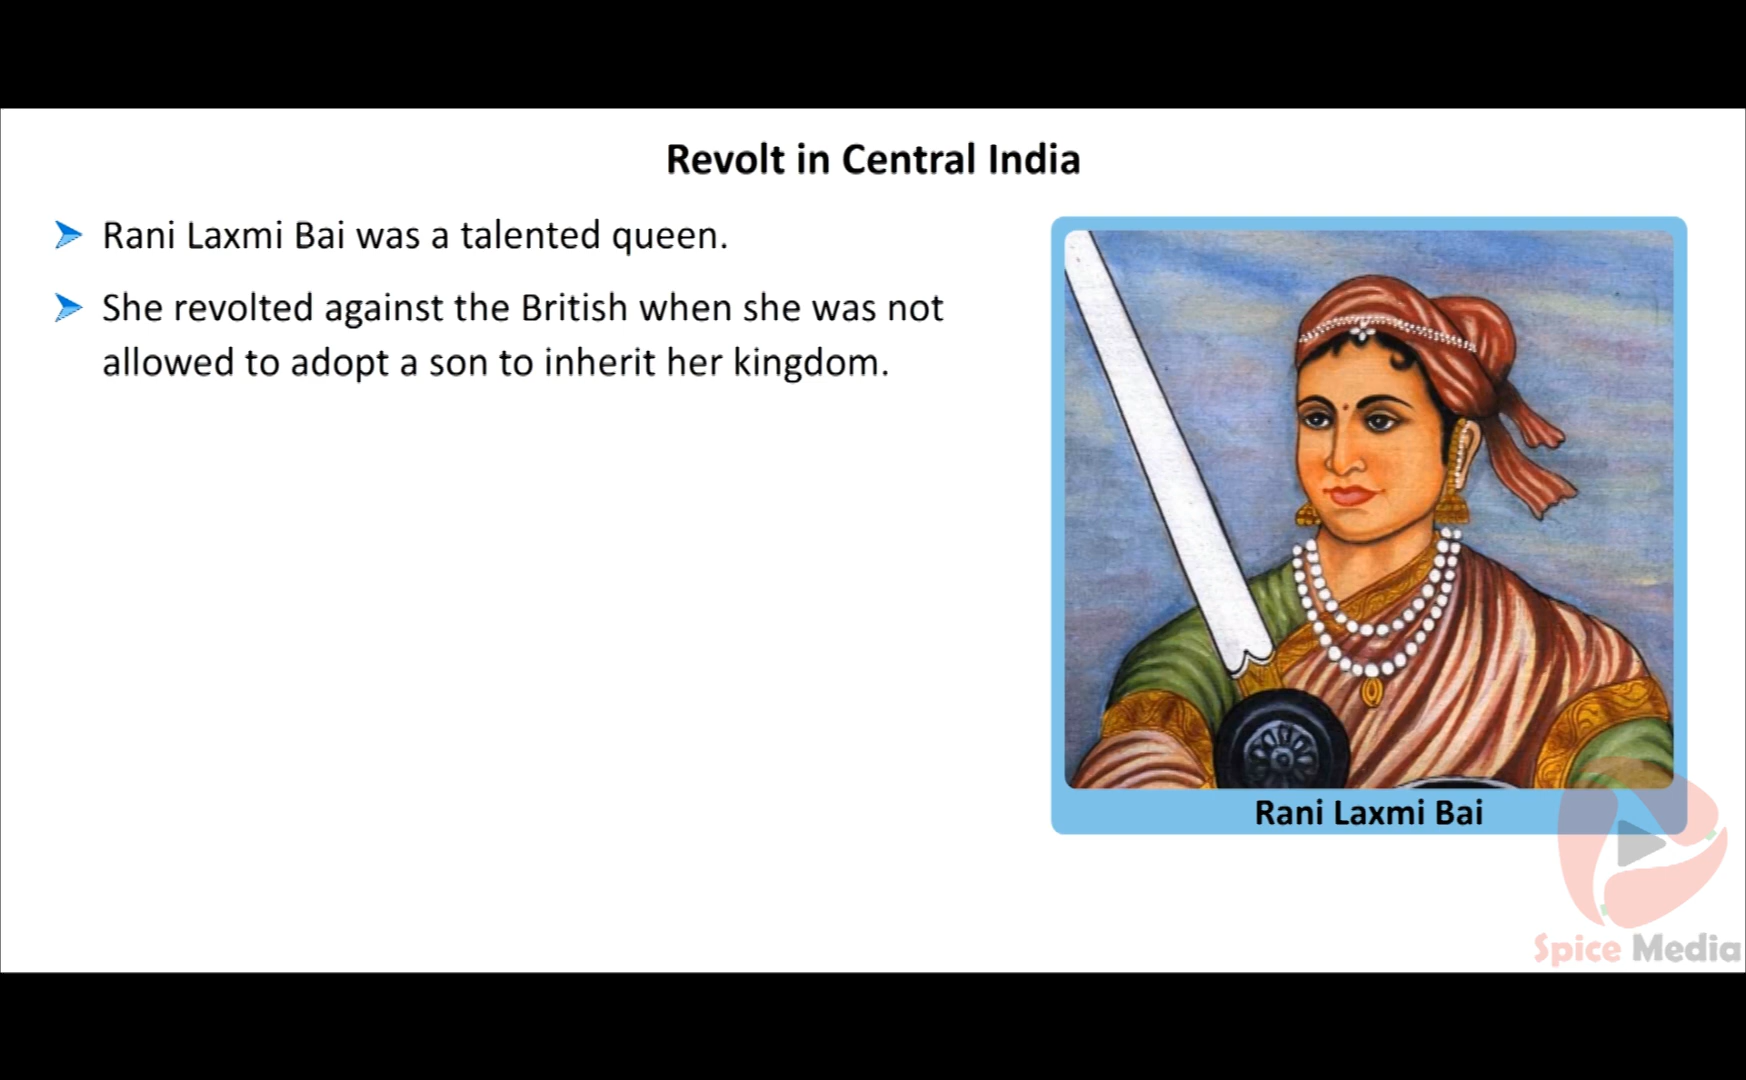 Revolt in Central India
Rani Laxmi Bai was a talented queen.
She revolted against the British when she was not
allowed to adopt a son to inherit her kingdom.
Rani Laxmi Bai
Spice Media